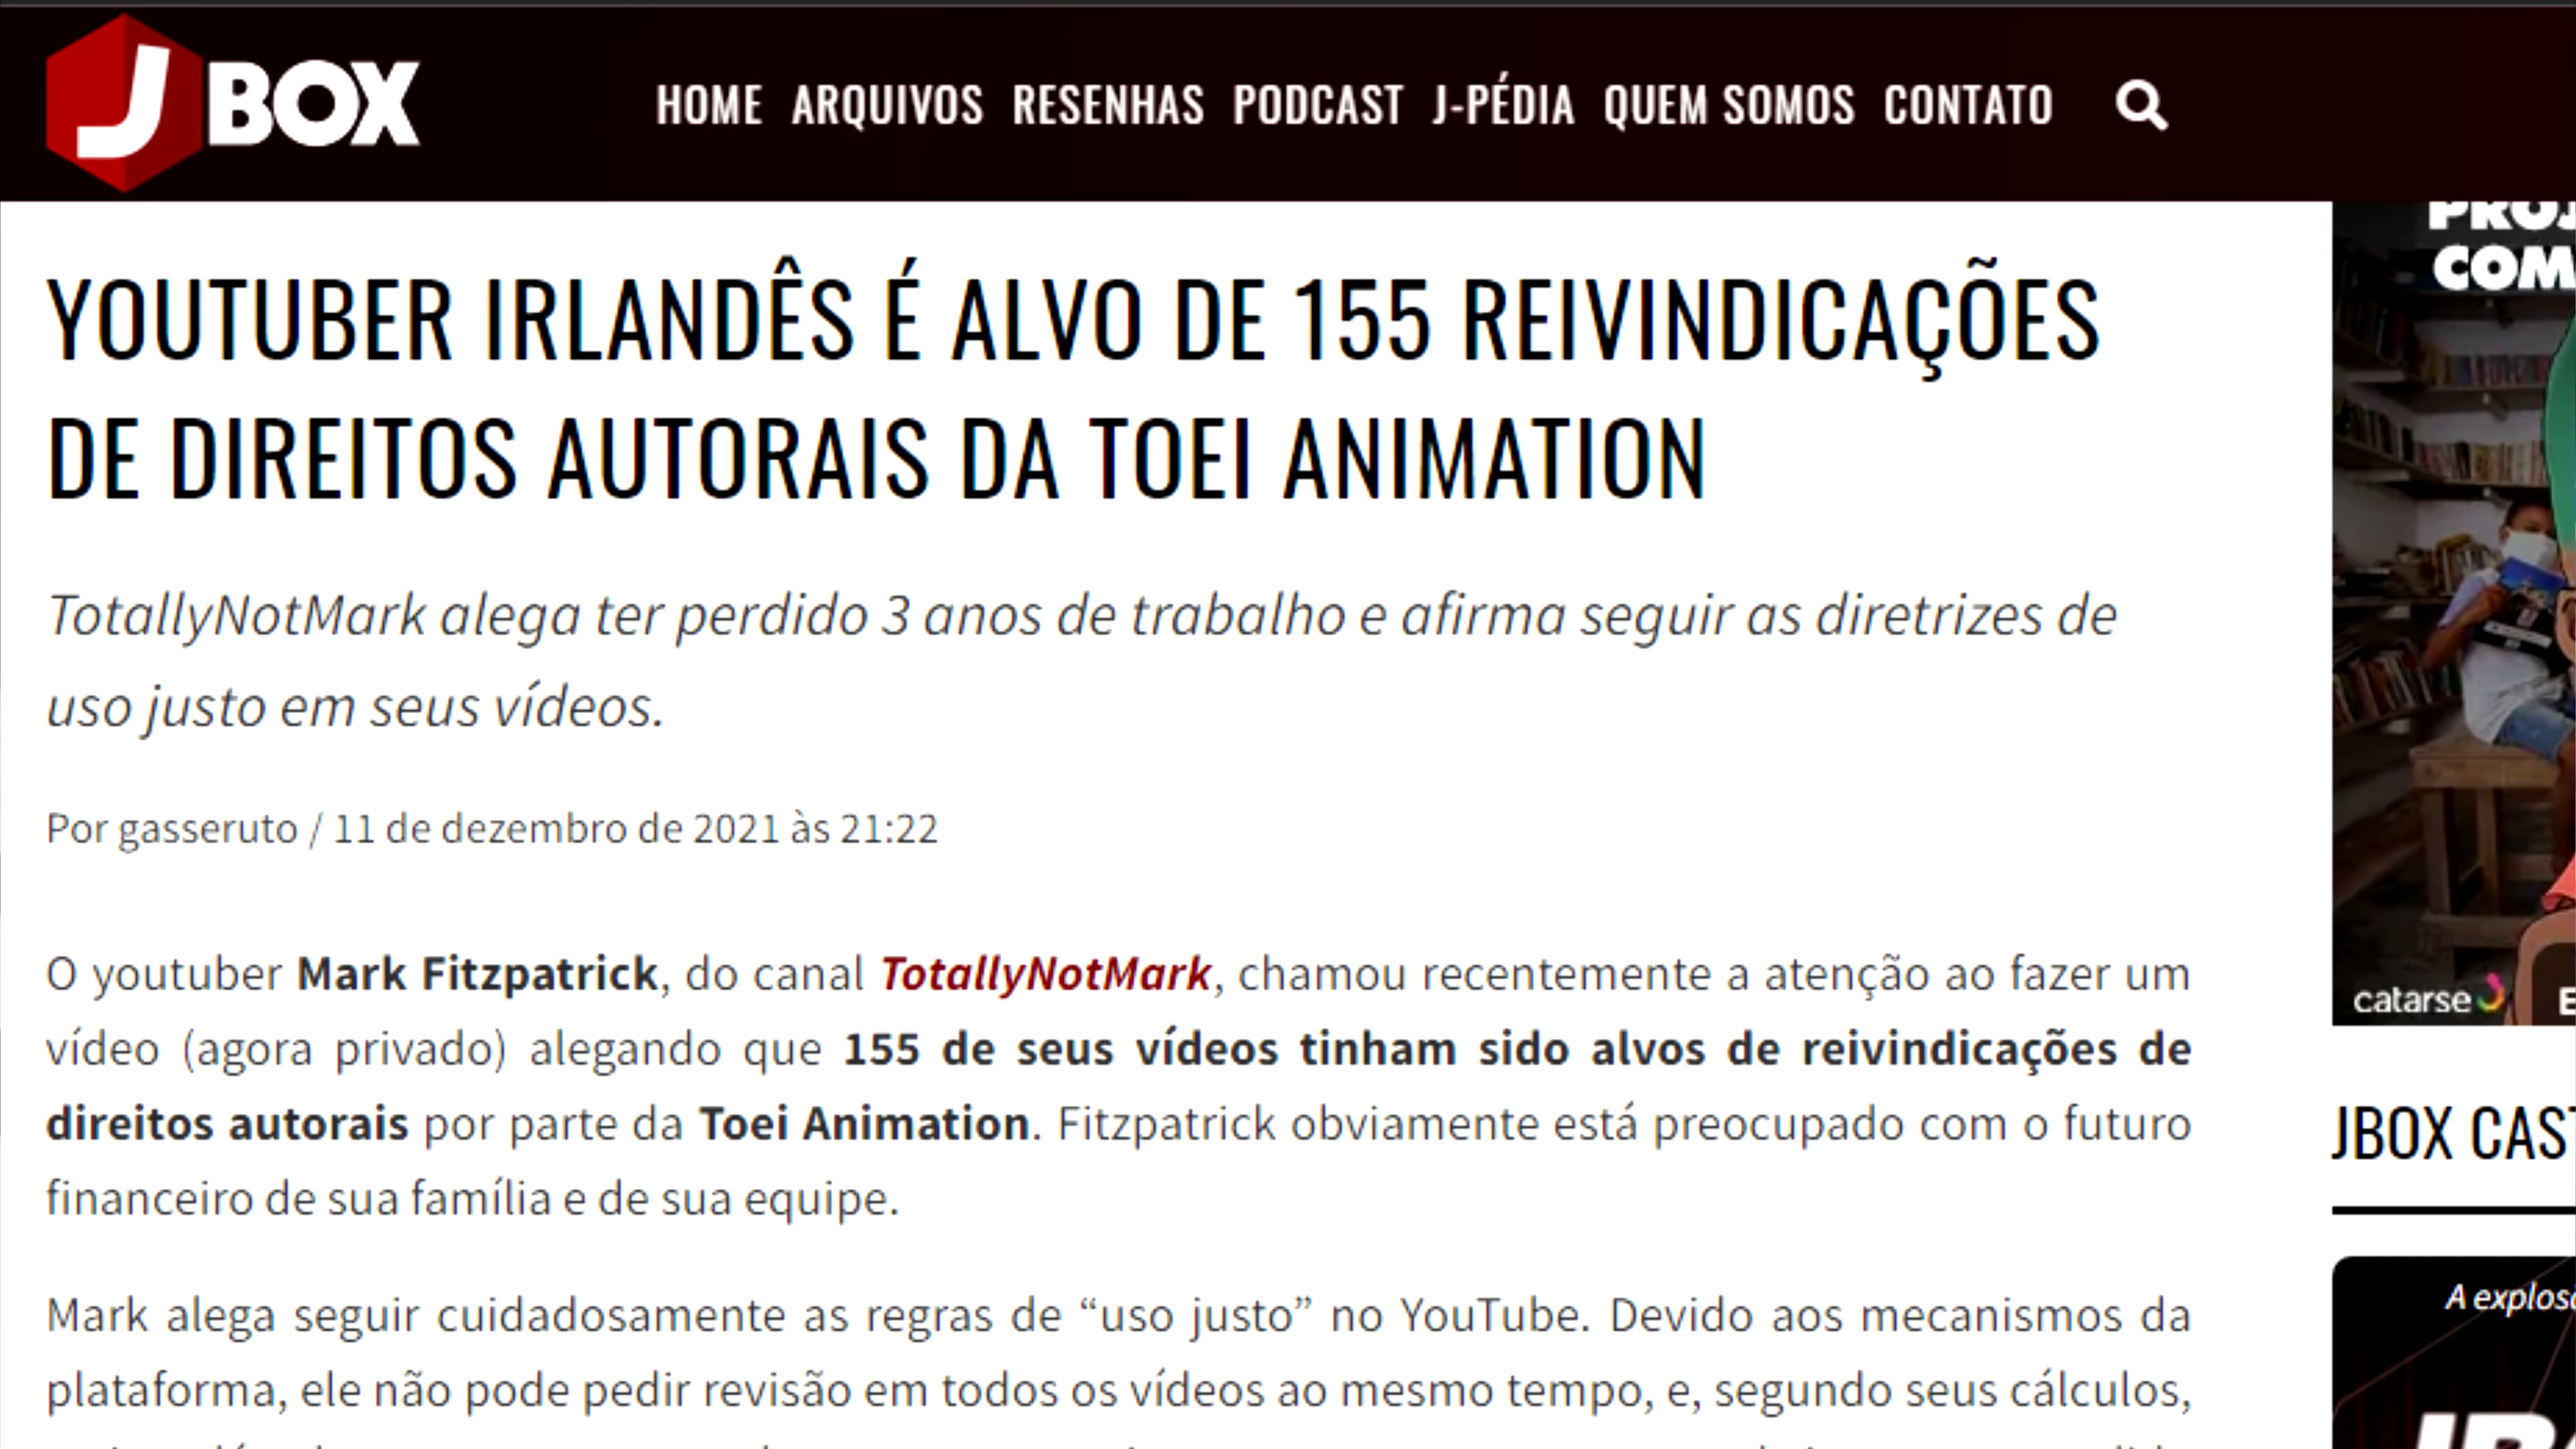 J BOX
HOME ARQUIVOS RESENHAS PODCAST J-PÉDIA QUEM SOMOS CONTATO
YOUTUBER IRLANDÊS É ALVO DE 155 REIVINDICAÇÕES
DE DIREITOS AUTORAIS DA TOEI ANIMATION
TotallyNotMark alega ter perdido 3 anos de trabalho e afirma seguir as diretrizes de
uso justo em seus vídeos.
Por gasseruto / 11 de dezembro de 2021 às 21:22
O youtuber Mark Fitzpatrick, do canal TotallyNotMark, chamou recentemente a atenção ao fazer um
vídeo (agora privado) alegando que 155 de seus vídeos tinham sido alvos de reivindicações de
direitos autorais por parte da Toei Animation. Fitzpatrick obviamente está preocupado com o futuro
financeiro de sua família e de sua equipe.
Mark alega seguir cuidadosamente as regras de “uso justo” no YouTube. Devido aos mecanismos da
plataforma, ele não pode pedir revisão em todos os vídeos ao mesmo tempo, e, segundo seus cálculos,
catarse
JBOX
A